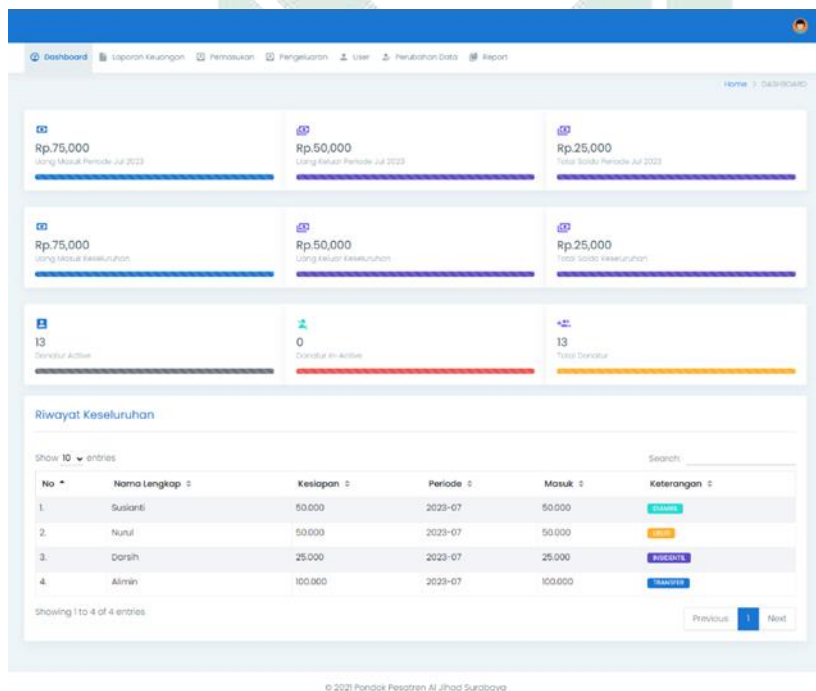 Dashboard Laporan Keuangan Pemasukan Pengeluaran User Perubahan Data Report
Home > DASHBOARD
Rp.75,000 Rp.50,000 Rp.25,000
Uang Masuk Periode Jul 2023 Uang Keluar Periode Jul 2023 Total Saldo Periode Jul 2023
Rp.75,000 Rp.50,000 Rp.25,000
Uang Masuk Keseluruhan Uang Keluar Keseluruhan Total Saldo Keseluruhan
13 0 13
Donatur Active Donatur In-Active Total Donatur
Riwayat Keseluruhan
Show 10 entries Search:
No Nama Lengkap Kesiapan Periode Masuk Keterangan
1. Susianti 50.000 2023-07 50.000
2. Nurul 50.000 2023-07 50.000
3. Darsih 25.000 2023-07 25.000 INSIDENTIL
4. Alimin 100.000 2023-07 100.000 TRANSFER
Showing 1 to 4 of 4 entries
Previous 1 Next
© 2021 Pondok Pesatren Al Jihad Surabaya